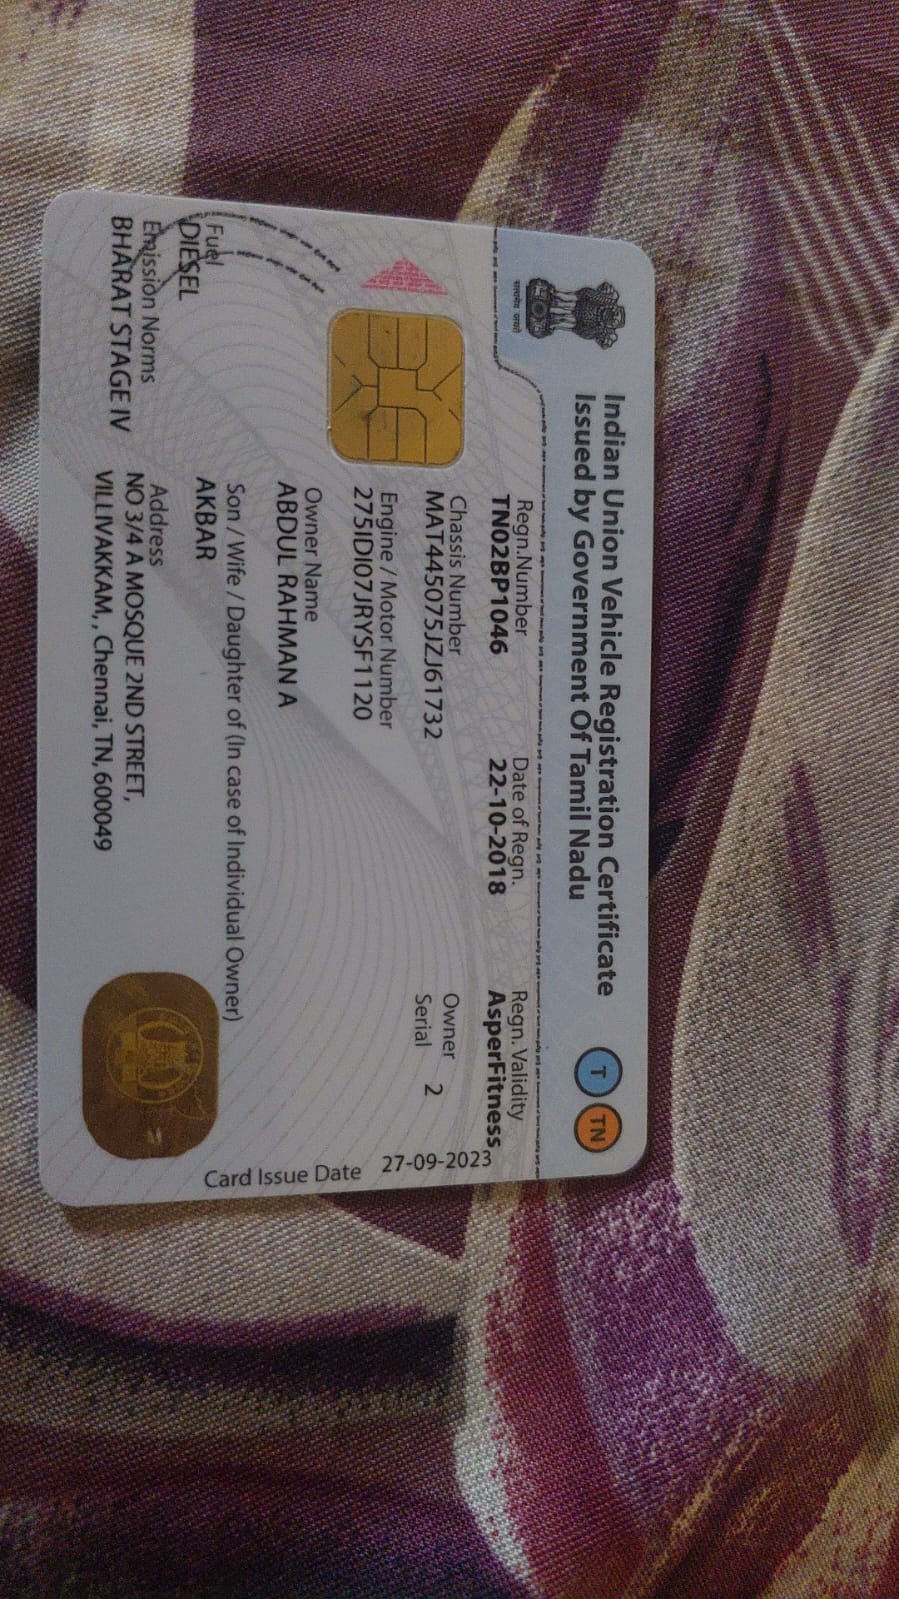 Indian Union Vehicle Registration Certificate
Issued by Government Of Tamil Nadu
T TN
सत्यमेव जयते
Regn.Number Date of Regn. Regn. Validity
TN02BP1046 22-10-2018 AsperFitness
Chassis Number
MAT445075JZJ61732
Owner Serial 2
Engine / Motor Number
275IDI07JRYSF1120
Owner Name
ABDUL RAHMAN A
Son / Wife / Daughter of (In case of Individual Owner)
AKBAR
Fuel
DIESEL
Emission Norms
BHARAT STAGE IV
Address
NO 3/4 A MOSQUE 2ND STREET,
VILLIVAKKAM, , Chennai, TN, 600049
Card Issue Date 27-09-2023